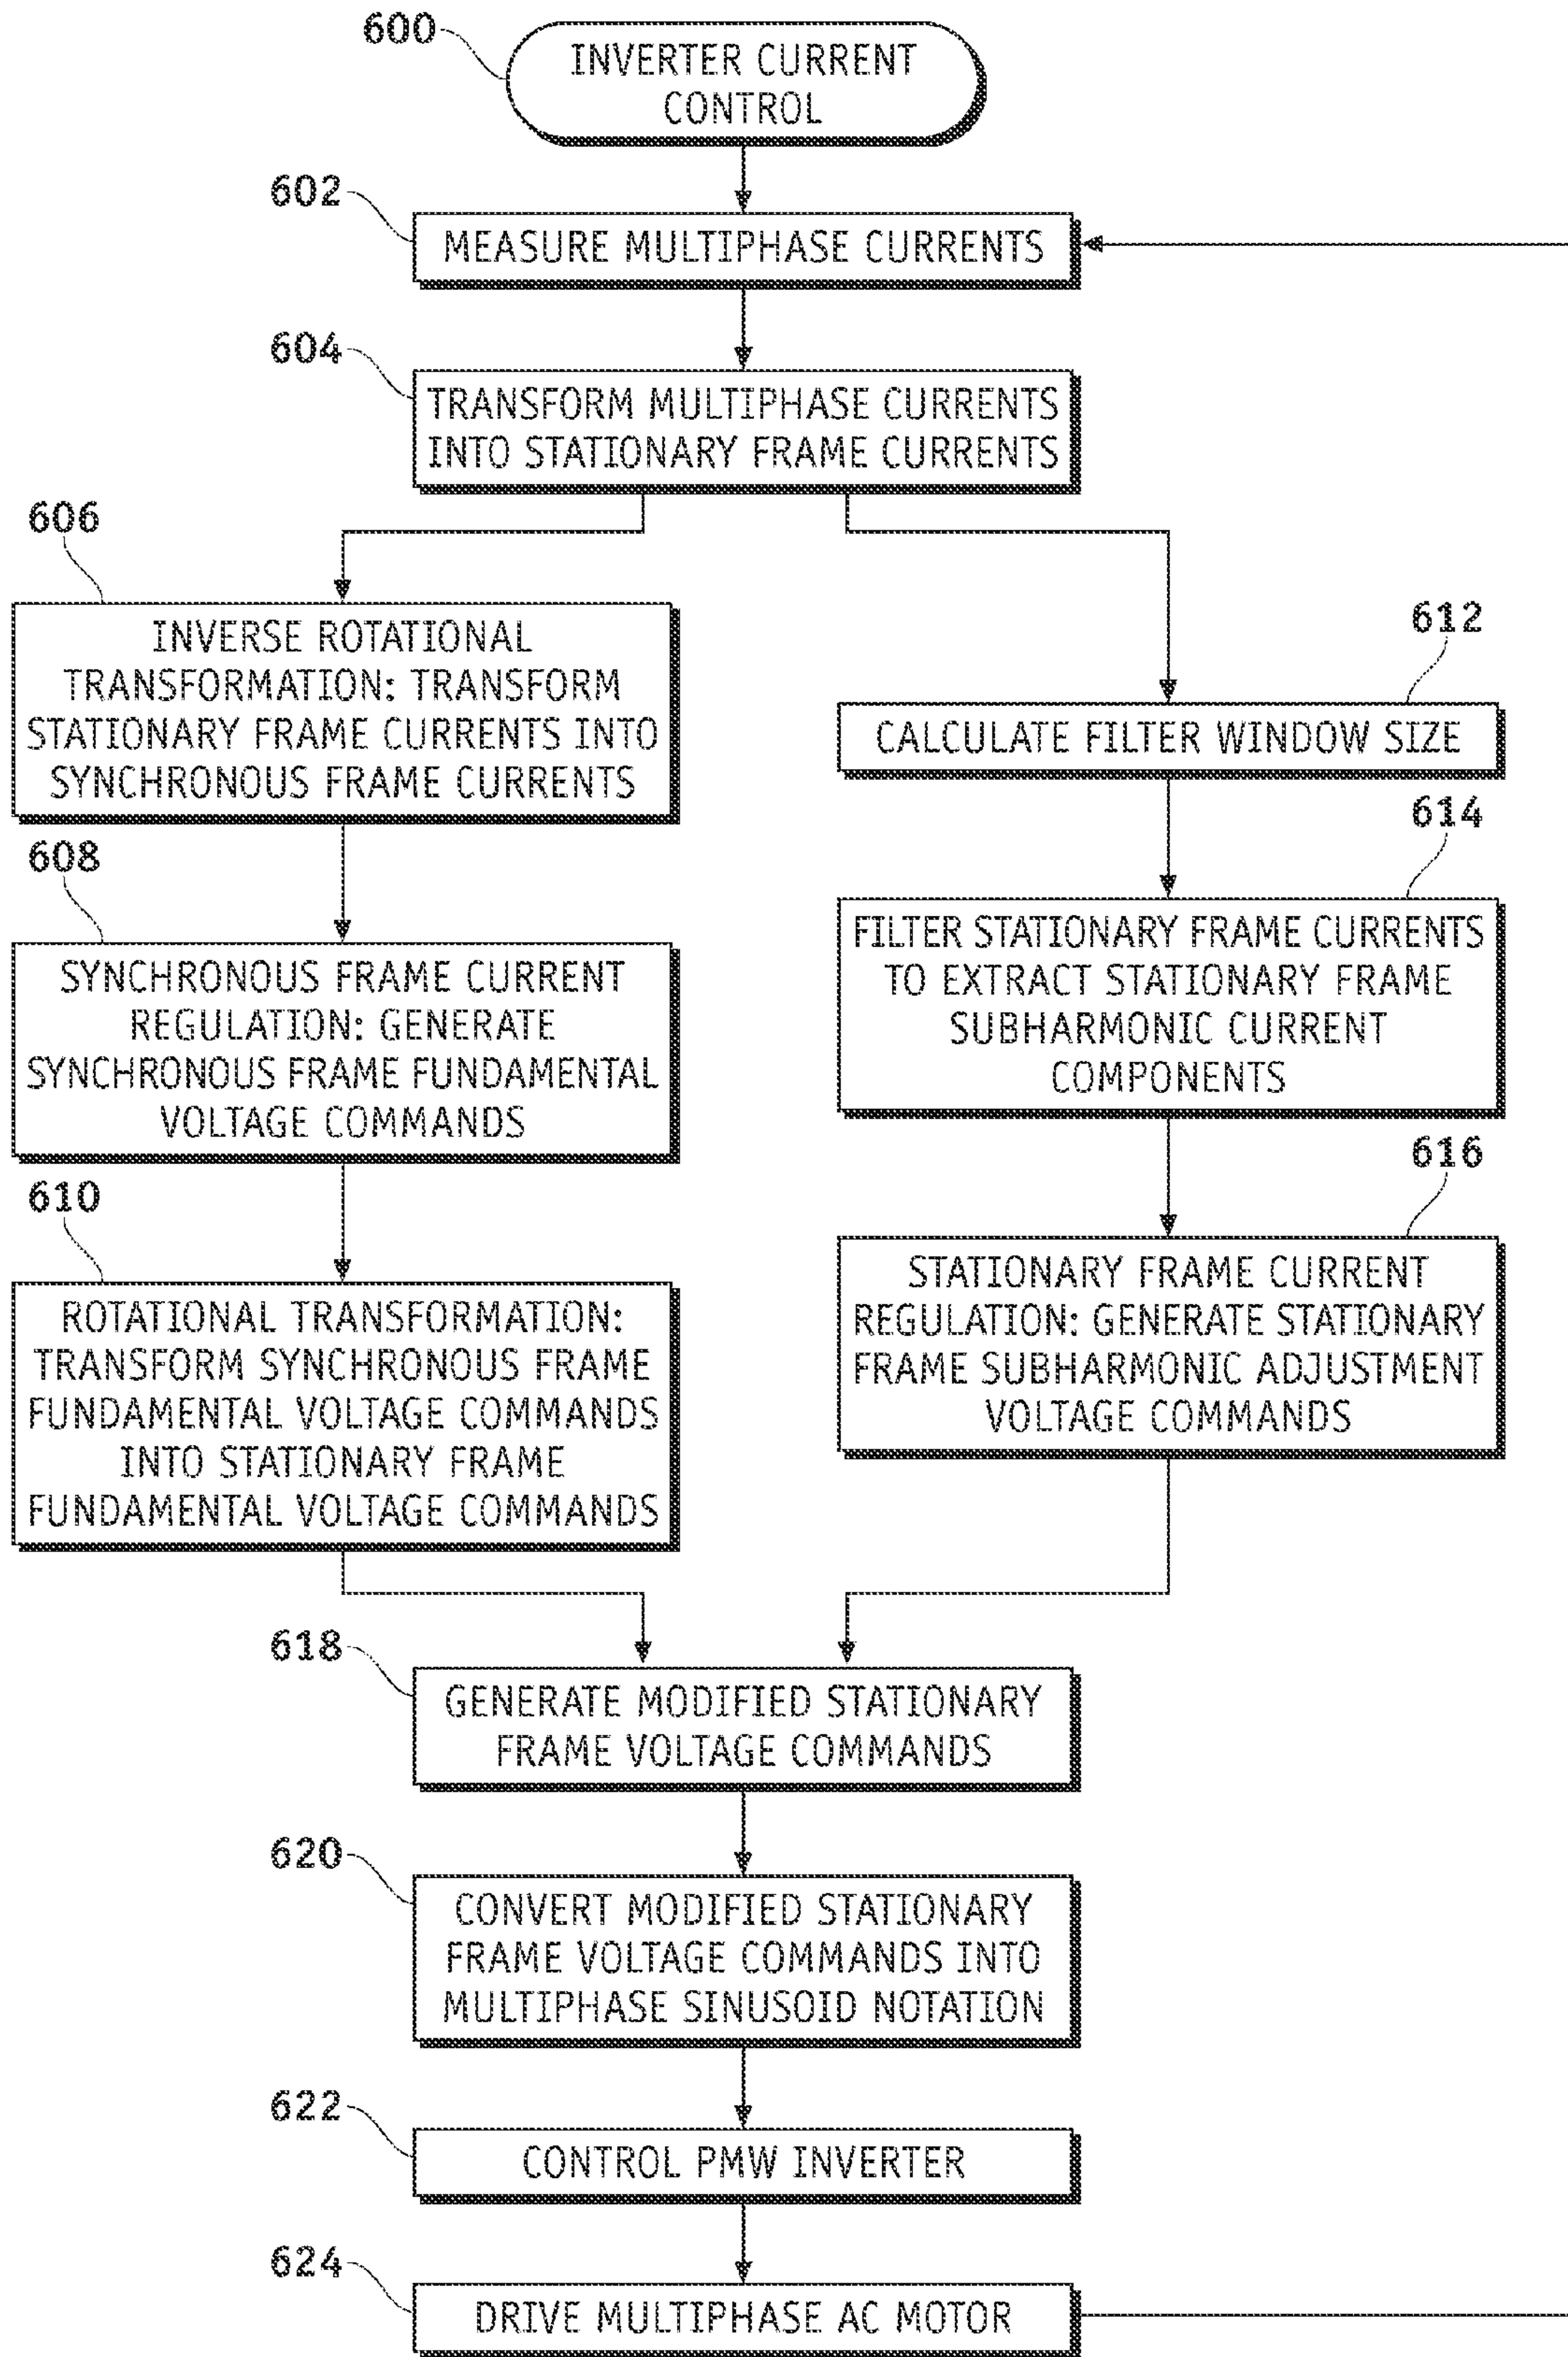 600
INVERTER CURRENT
CONTROL
602
MEASURE MULTIPHASE CURRENTS
604
TRANSFORM MULTIPHASE CURRENTS
INTO STATIONARY FRAME CURRENTS
606
INVERSE ROTATIONAL
TRANSFORMATION: TRANSFORM
STATIONARY FRAME CURRENTS INTO
SYNCHRONOUS FRAME CURRENTS
608
SYNCHRONOUS FRAME CURRENT
REGULATION: GENERATE
SYNCHRONOUS FRAME FUNDAMENTAL
VOLTAGE COMMANDS
610
ROTATIONAL TRANSFORMATION:
TRANSFORM SYNCHRONOUS FRAME
FUNDAMENTAL VOLTAGE COMMANDS
INTO STATIONARY FRAME
FUNDAMENTAL VOLTAGE COMMANDS
612
CALCULATE FILTER WINDOW SIZE
614
FILTER STATIONARY FRAME CURRENTS
TO EXTRACT STATIONARY FRAME
SUBHARMONIC CURRENT
COMPONENTS
616
STATIONARY FRAME CURRENT
REGULATION: GENERATE STATIONARY
FRAME SUBHARMONIC ADJUSTMENT
VOLTAGE COMMANDS
618
GENERATE MODIFIED STATIONARY
FRAME VOLTAGE COMMANDS
620
CONVERT MODIFIED STATIONARY
FRAME VOLTAGE COMMANDS INTO
MULTIPHASE SINUSOID NOTATION
622
CONTROL PMW INVERTER
624
DRIVE MULTIPHASE AC MOTOR